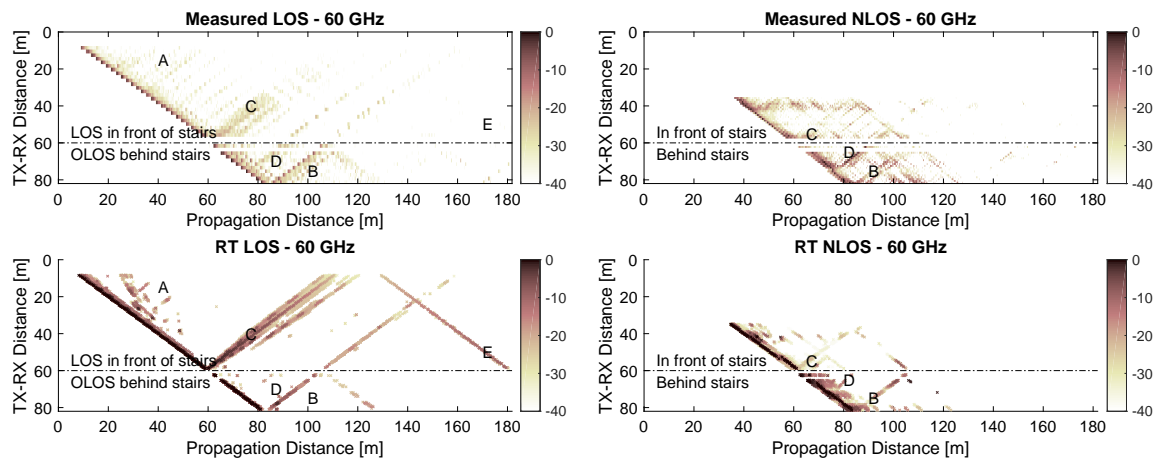 Measured LOS - 60 GHz
0
20
40
60
80
TX-RX Distance [m]
A
C
E
LOS in front of stairs
OLOS behind stairs
D
B
0 20 40 60 80 100 120 140 160 180
Propagation Distance [m]
0
-10
-20
-30
-40
Measured NLOS - 60 GHz
0
20
40
60
80
TX-RX Distance [m]
In front of stairs
C
Behind stairs
D
B
0 20 40 60 80 100 120 140 160 180
Propagation Distance [m]
0
-10
-20
-30
-40
RT LOS - 60 GHz
0
20
40
60
80
TX-RX Distance [m]
A
C
E
LOS in front of stairs
OLOS behind stairs
D
B
0 20 40 60 80 100 120 140 160 180
Propagation Distance [m]
0
-10
-20
-30
-40
RT NLOS - 60 GHz
0
20
40
60
80
TX-RX Distance [m]
In front of stairs
C
Behind stairs
D
B
0 20 40 60 80 100 120 140 160 180
Propagation Distance [m]
0
-10
-20
-30
-40